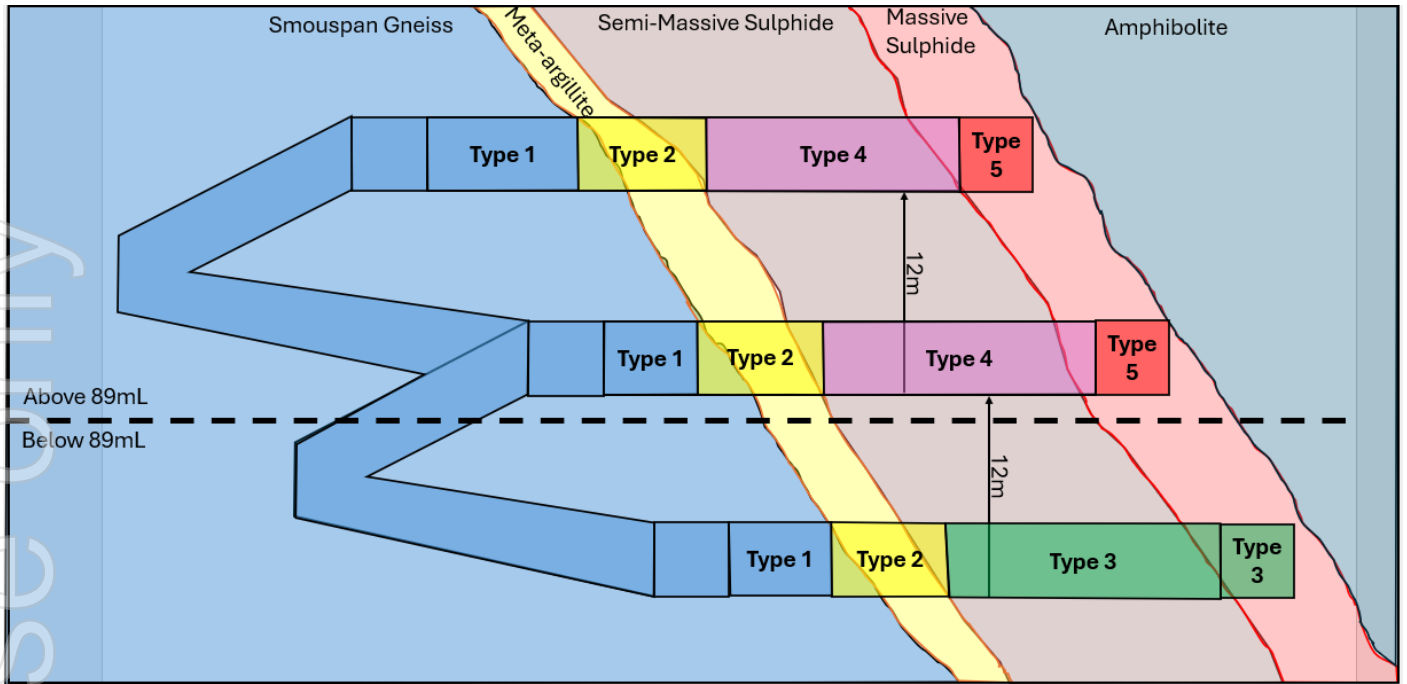 Smouspan Gneiss
Meta-argillite
Semi-Massive Sulphide
Massive
Sulphide
Amphibolite
Type 1
Type 2
Type 4
Type
5
12m
Type 1
Type 2
Type 4
Type
5
Above 89mL
Below 89mL
12m
Type 1
Type 2
Type 3
Type
3
se only